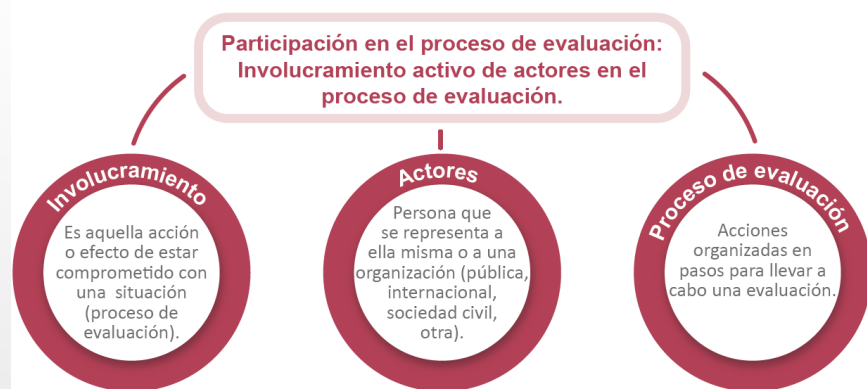 Participación en el proceso de evaluación:
Involucramiento activo de actores en el
proceso de evaluación.
Involucramiento
Es aquella acción
o efecto de estar
comprometido con
una situación
(proceso de
evaluación).
Actores
Persona que
se representa a
ella misma o a una
organización (pública,
internacional,
sociedad civil,
otra).
Proceso de evaluación
Acciones
organizadas en
pasos para llevar a
cabo una evaluación.